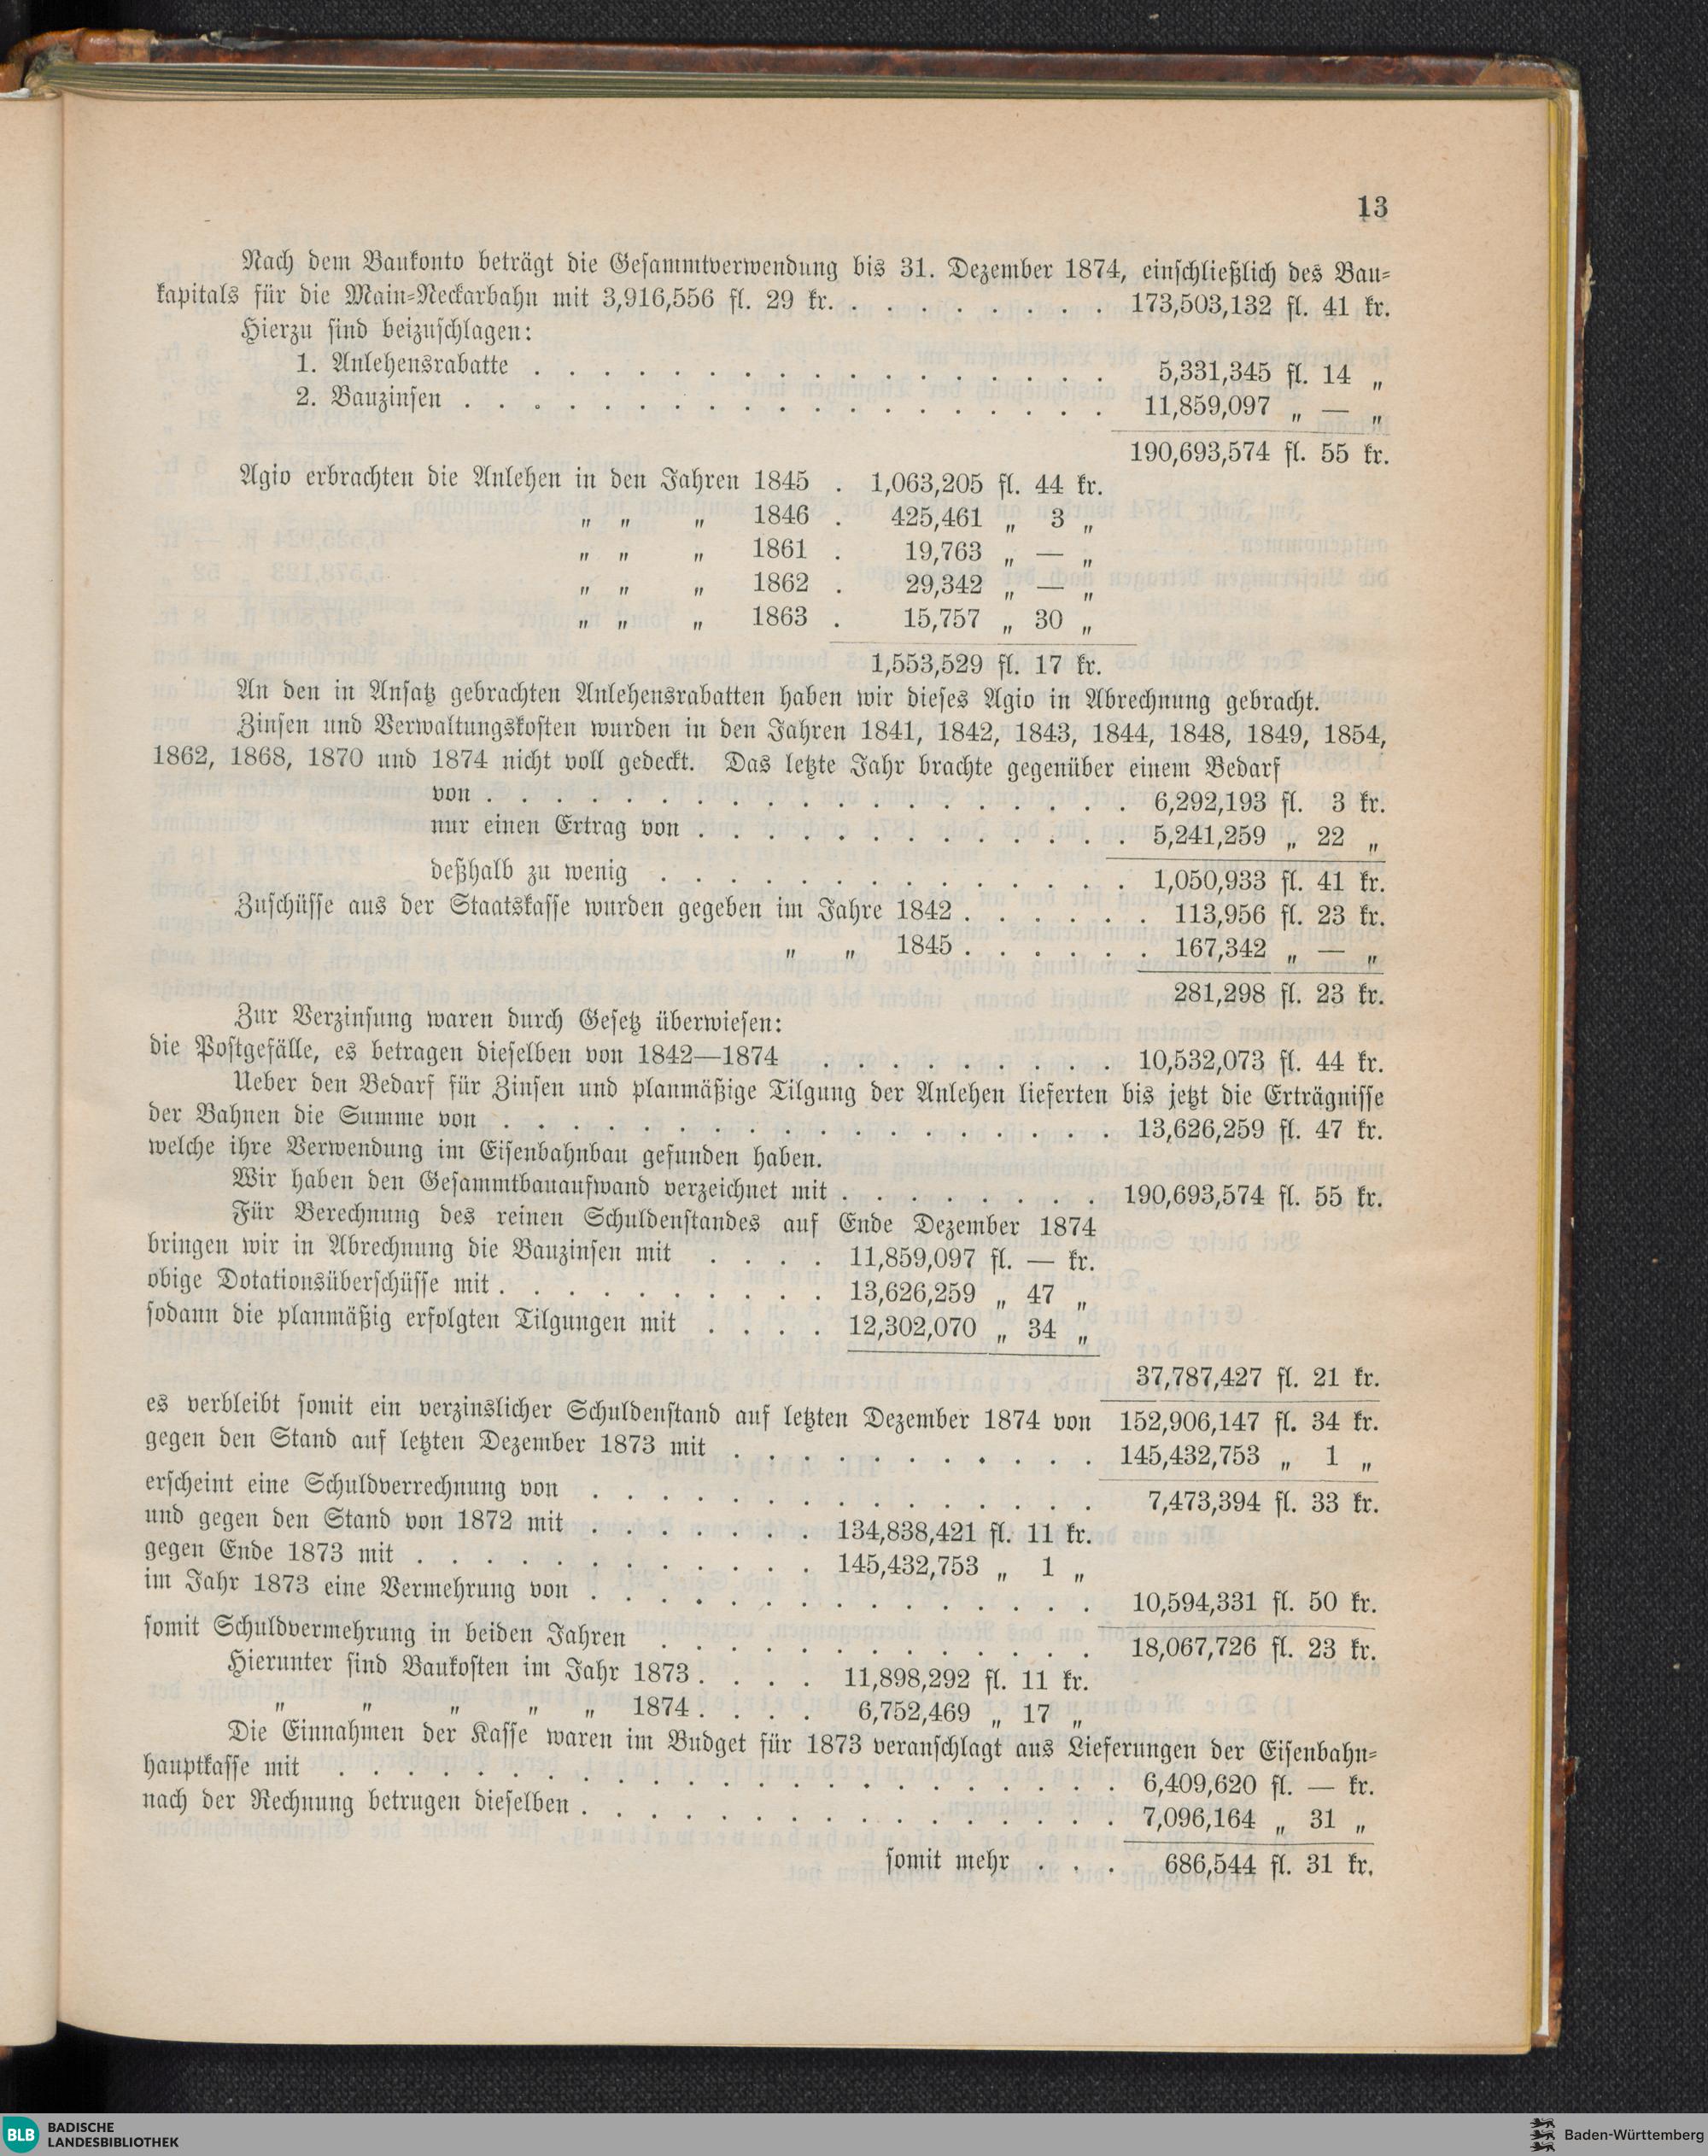 13
Nach dem Baukonto beträgt die Gesammtverwendung bis 31. Dezember 1874, einschließlich des Bau-
kapitals für die Main-Neckarbahn mit 3,916,556 fl. 29 kr. . . . . . . . . 173,503,132 fl. 41 kr.
Hierzu sind beizuschlagen:
1. Anlehensrabatte . . . . . . . . . . . . . . . . 5,331,345 fl. 14 „
2. Bauzinsen . . . . . . . . . . . . . . . . . . 11,859,097 „ — „
190,693,574 fl. 55 kr.
Agio erbrachten die Anlehen in den Jahren 1845 . 1,063,205 fl. 44 kr.
„ „ „ 1846 . 425,461 „ 3 „
„ „ „ 1861 . 19,763 „ — „
„ „ „ 1862 . 29,342 „ — „
„ „ „ 1863 . 15,757 „ 30 „
1,553,529 fl. 17 kr.
An den in Ansatz gebrachten Anlehensrabatten haben wir dieses Agio in Abrechnung gebracht.
Zinsen und Verwaltungskosten wurden in den Jahren 1841, 1842, 1843, 1844, 1848, 1849, 1854,
1862, 1868, 1870 und 1874 nicht voll gedeckt. Das letzte Jahr brachte gegenüber einem Bedarf
von . . . . . . . . . . . . . . . . . . . 6,292,193 fl. 3 kr.
nur einen Ertrag von . . . . . . . . . . . . . 5,241,259 „ 22 „
deßhalb zu wenig . . . . . . . . . . . . . . 1,050,933 fl. 41 kr.
Zuschüsse aus der Staatskasse wurden gegeben im Jahre 1842 . . . . . . . 113,956 fl. 23 kr.
„ „ 1845 . . . . . . . 167,342 „ — „
281,298 fl. 23 kr.
Zur Verzinsung waren durch Gesetz überwiesen:
die Postgefälle, es betragen dieselben von 1842—1874 . . . . . . . . . 10,532,073 fl. 44 kr.
Ueber den Bedarf für Zinsen und planmäßige Tilgung der Anlehen lieferten bis jetzt die Erträgnisse
der Bahnen die Summe von . . . . . . . . . . . . . . . . . . 13,626,259 fl. 47 kr.
welche ihre Verwendung im Eisenbahnbau gefunden haben.
Wir haben den Gesammtbauaufwand verzeichnet mit . . . . . . . . 190,693,574 fl. 55 kr.
Für Berechnung des reinen Schuldenstandes auf Ende Dezember 1874
bringen wir in Abrechnung die Bauzinsen mit . . . . 11,859,097 fl. — kr.
obige Dotationsüberschüsse mit . . . . . . . . . . 13,626,259 „ 47 „
sodann die planmäßig erfolgten Tilgungen mit . . . . 12,302,070 „ 34 „
37,787,427 fl. 21 kr.
es verbleibt somit ein verzinslicher Schuldenstand auf letzten Dezember 1874 von 152,906,147 fl. 34 kr.
gegen den Stand auf letzten Dezember 1873 mit . . . . . . . . . . . 145,432,753 „ 1 „
erscheint eine Schuldverrechnung von . . . . . . . . . . . . . . . 7,473,394 fl. 33 kr.
und gegen den Stand von 1872 mit . . . . . . . 134,838,421 fl. 11 kr.
gegen Ende 1873 mit . . . . . . . . . . . . 145,432,753 „ 1 „
im Jahr 1873 eine Vermehrung von . . . . . . . . . . . . . . . 10,594,331 fl. 50 kr.
somit Schuldvermehrung in beiden Jahren . . . . . . . . . . . . . 18,067,726 fl. 23 kr.
Hierunter sind Baukosten im Jahr 1873 . . . . 11,898,292 fl. 11 kr.
„ „ „ „ „ 1874 . . . . 6,752,469 „ 17 „
Die Einnahmen der Kasse waren im Budget für 1873 veranschlagt aus Lieferungen der Eisenbahn-
hauptkasse mit . . . . . . . . . . . . . . . . . . . . . . . 6,409,620 fl. — kr.
nach der Rechnung betrugen dieselben . . . . . . . . . . . . . . . . 7,096,164 „ 31 „
somit mehr . . . 686,544 fl. 31 kr.
BLB BADISCHE
LANDESBIBLIOTHEK
Baden-Württemberg